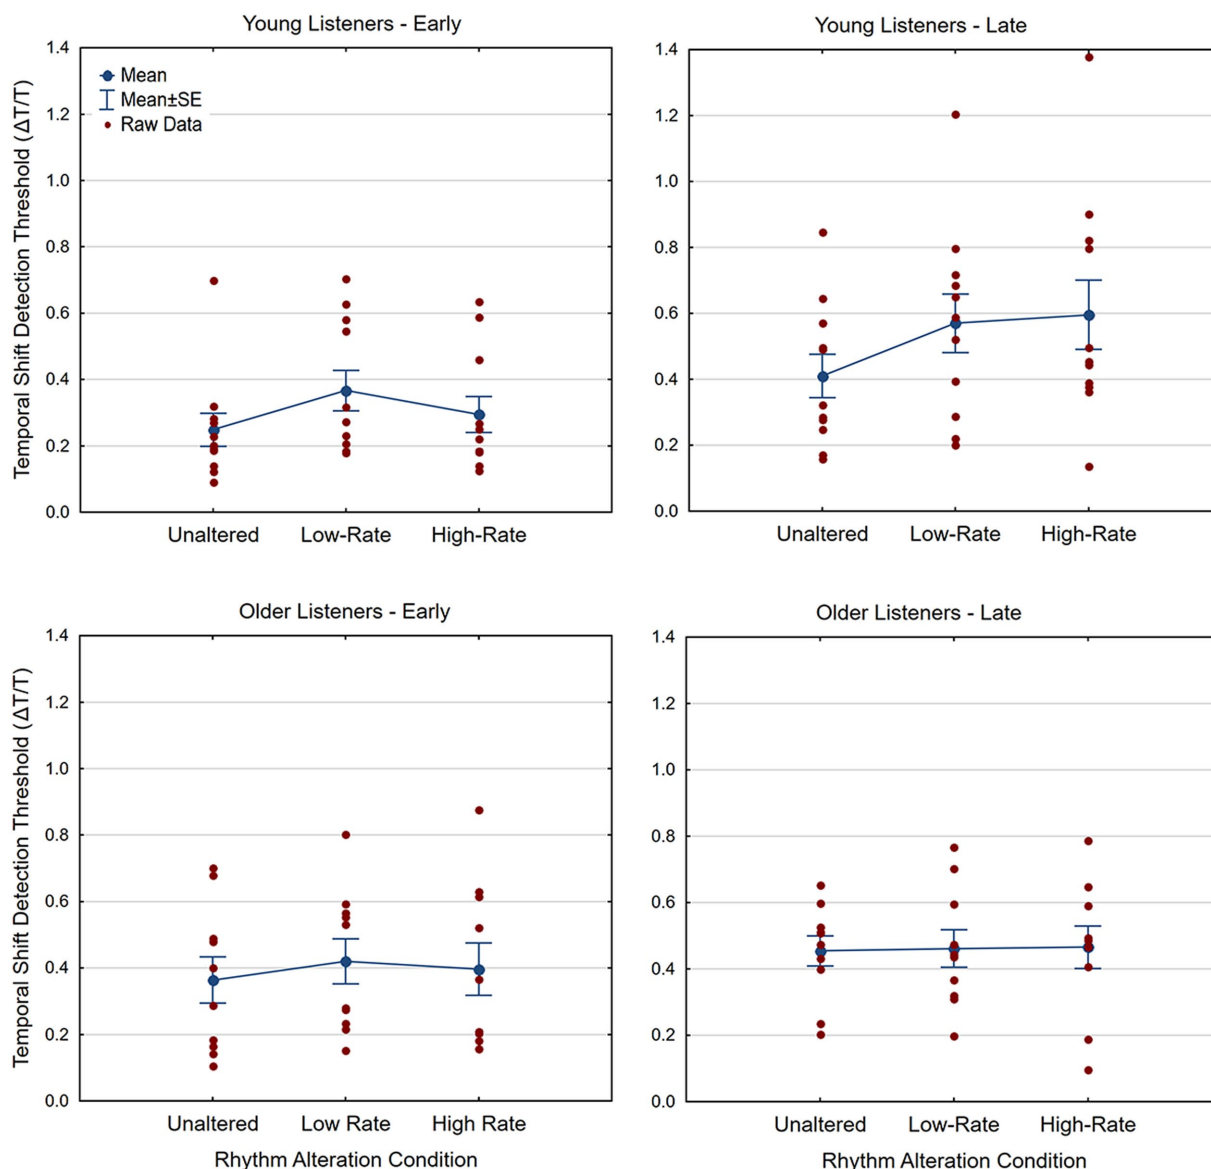 Young Listeners - Early
Temporal Shift Detection Threshold (ΔT/T)
1.4
1.2
1.0
0.8
0.6
0.4
0.2
0.0
Mean
Mean±SE
Raw Data
Unaltered Low-Rate High-Rate
Young Listeners - Late
1.4
1.2
1.0
0.8
0.6
0.4
0.2
0.0
Unaltered Low-Rate High-Rate
Older Listeners - Early
Temporal Shift Detection Threshold (ΔT/T)
1.4
1.2
1.0
0.8
0.6
0.4
0.2
0.0
Unaltered Low Rate High Rate
Rhythm Alteration Condition
Older Listeners - Late
1.4
1.2
1.0
0.8
0.6
0.4
0.2
0.0
Unaltered Low-Rate High-Rate
Rhythm Alteration Condition